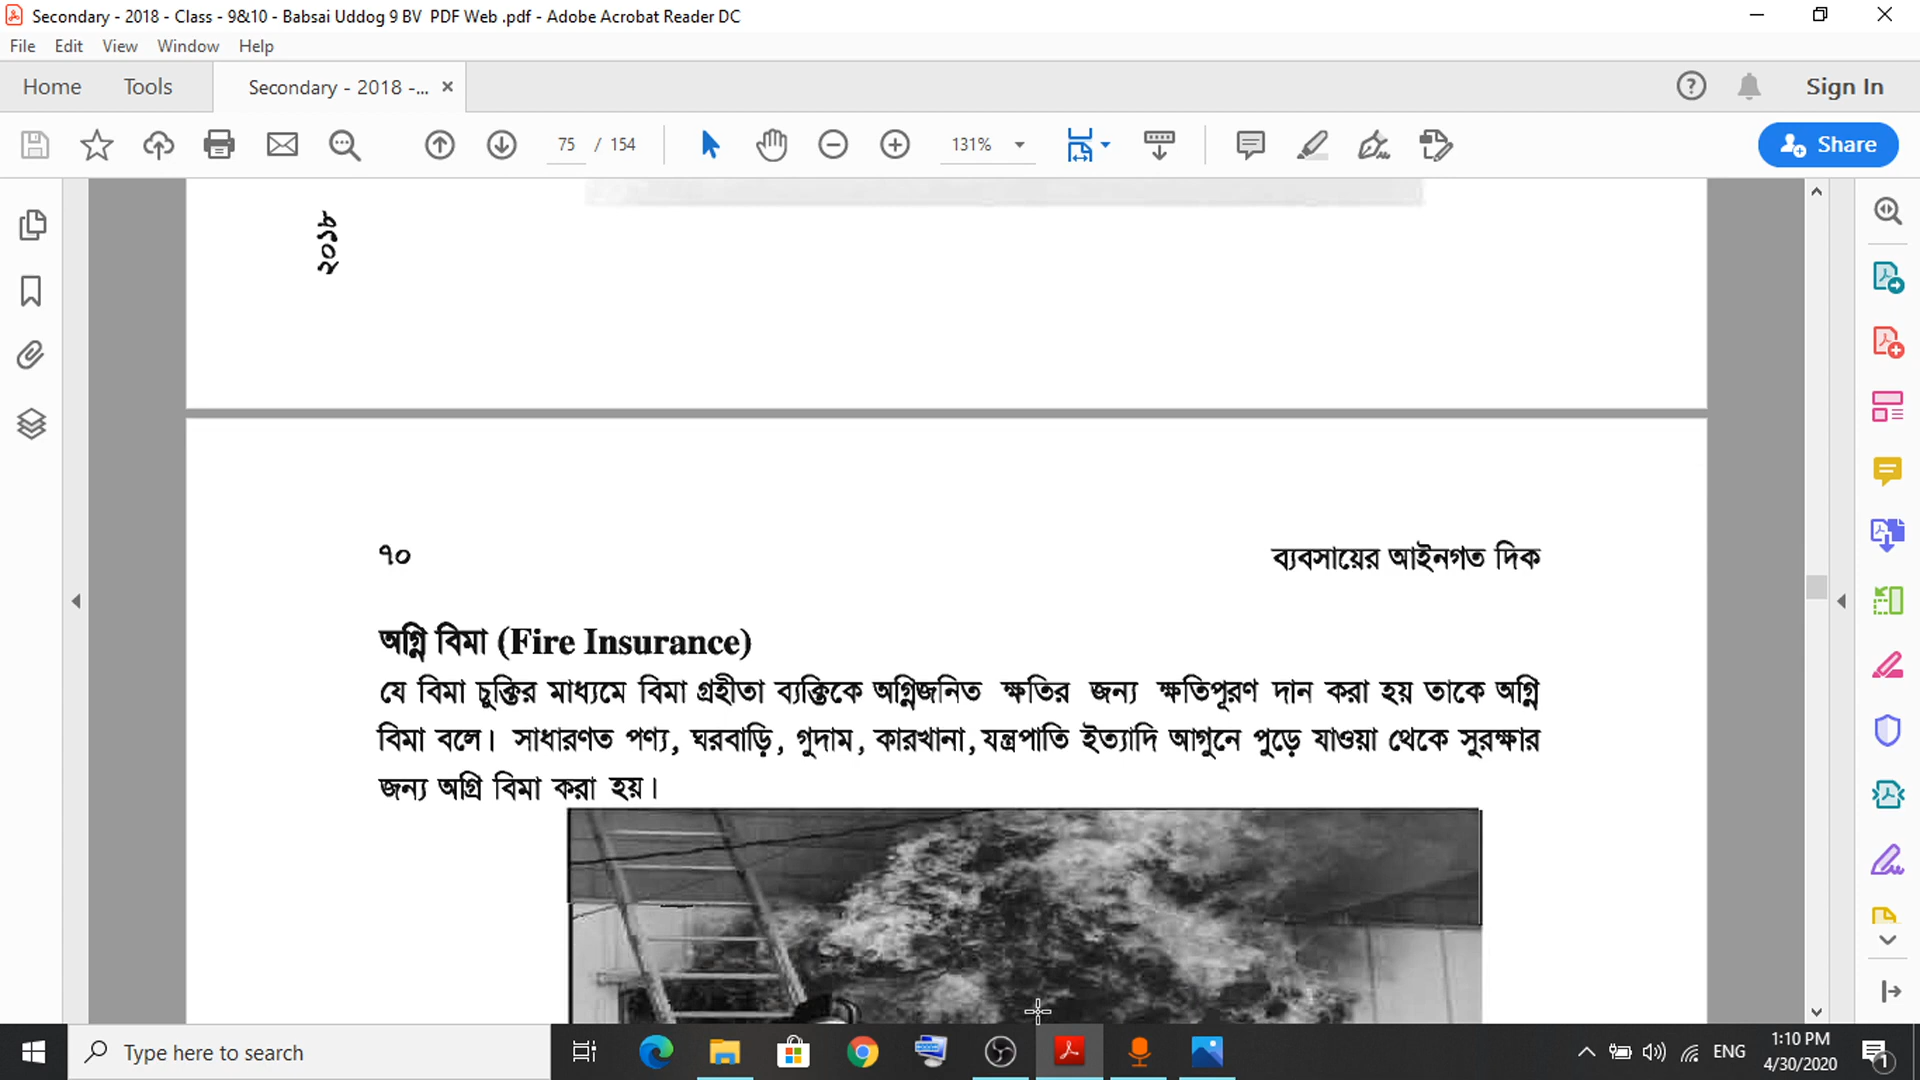 Secondary - 2018 - Class - 9&10 - Babsai Uddog 9 BV  PDF Web .pdf - Adobe Acrobat Reader DC
File Edit View Window Help
Home Tools Secondary - 2018 -... Sign In
75 / 154 131% Share
২০১৮
৭০ ব্যবসায়ের আইনগত দিক
অগ্নি বিমা (Fire Insurance)
যে বিমা চুক্তির মাধ্যমে বিমা গ্রহীতা ব্যক্তিকে অগ্নিজনিত ক্ষতির জন্য ক্ষতিপূরণ দান করা হয় তাকে অগ্নি
বিমা বলে। সাধারণত পণ্য, ঘরবাড়ি, গুদাম, কারখানা, যন্ত্রপাতি ইত্যাদি আগুনে পুড়ে যাওয়া থেকে সুরক্ষার
জন্য অগ্রি বিমা করা হয়।
Type here to search
ENG
1:10 PM
4/30/2020
1